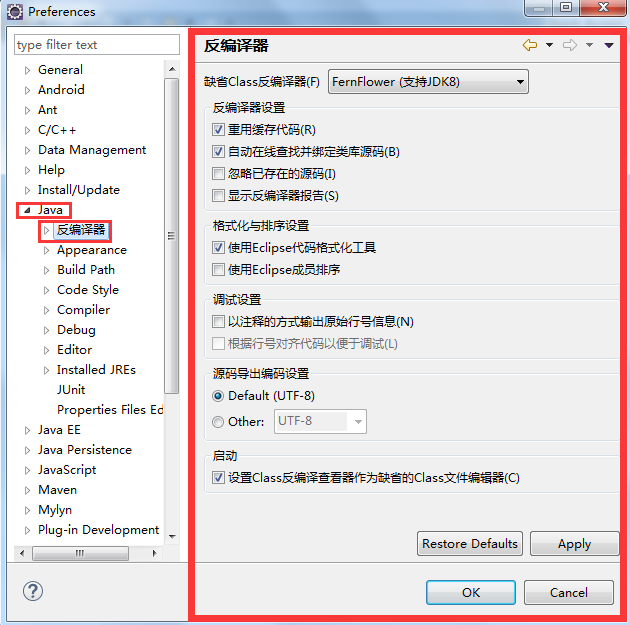 Preferences
type filter text
General
Android
Ant
C/C++
Data Management
Help
Install/Update
Java
反编译器
Appearance
Build Path
Code Style
Compiler
Debug
Editor
Installed JREs
JUnit
Properties Files Ed
Java EE
Java Persistence
JavaScript
Maven
Mylyn
Plug-in Development
反编译器
缺省Class反编译器(F) FernFlower (支持JDK8)
反编译器设置
重用缓存代码(R)
自动在线查找并绑定类库源码(B)
忽略已存在的源码(I)
显示反编译器报告(S)
格式化与排序设置
使用Eclipse代码格式化工具
使用Eclipse成员排序
调试设置
以注释的方式输出原始行号信息(N)
根据行号对齐代码以便于调试(L)
源码导出编码设置
Default (UTF-8)
Other: UTF-8
启动
设置Class反编译查看器作为缺省的Class文件编辑器(C)
Restore Defaults Apply
? OK Cancel